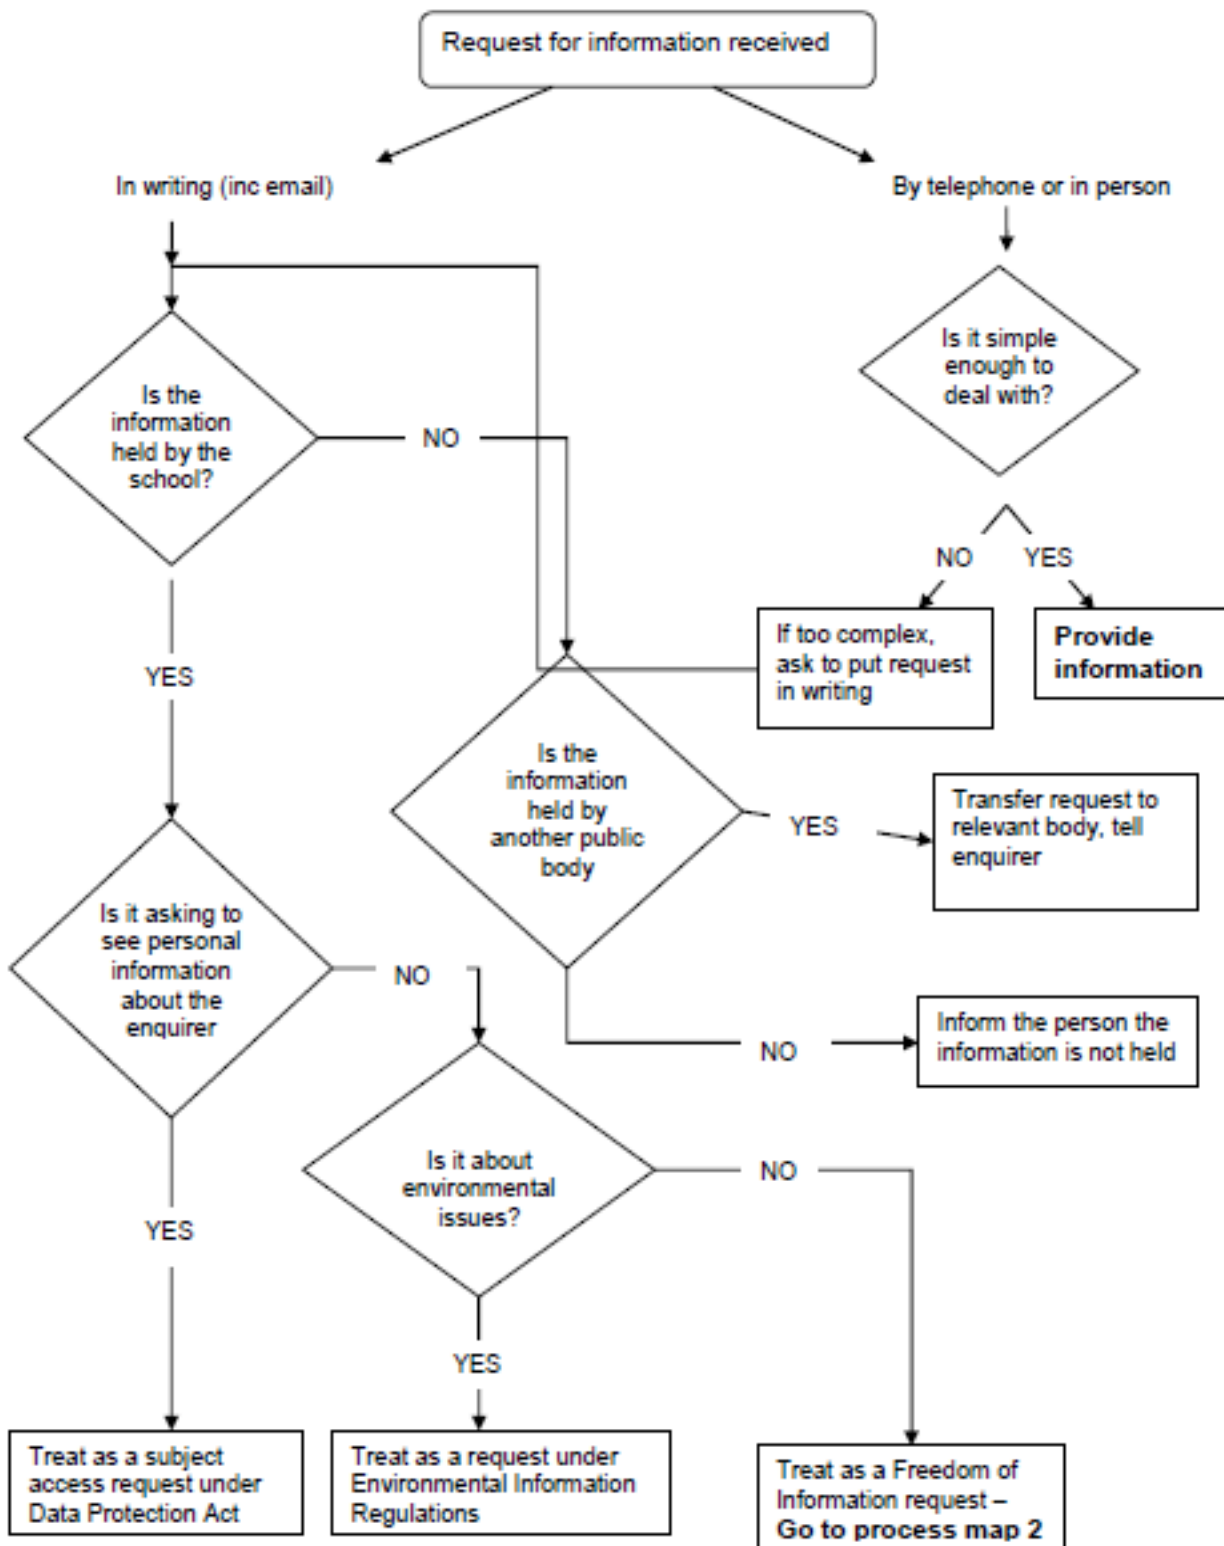 Request for information received
In writing (inc email)
By telephone or in person
Is it simple
enough to
deal with?
Is the
information
held by the
school?
NO
NO
YES
If too complex,
ask to put request
in writing
Provide
information
YES
Is the
information
held by
another public
body
YES
Transfer request to
relevant body, tell
enquirer
Is it asking to
see personal
information
about the
enquirer
NO
NO
Inform the person the
information is not held
Is it about
environmental
issues?
NO
YES
YES
Treat as a subject
access request under
Data Protection Act
Treat as a request under
Environmental Information
Regulations
Treat as a Freedom of
Information request –
Go to process map 2